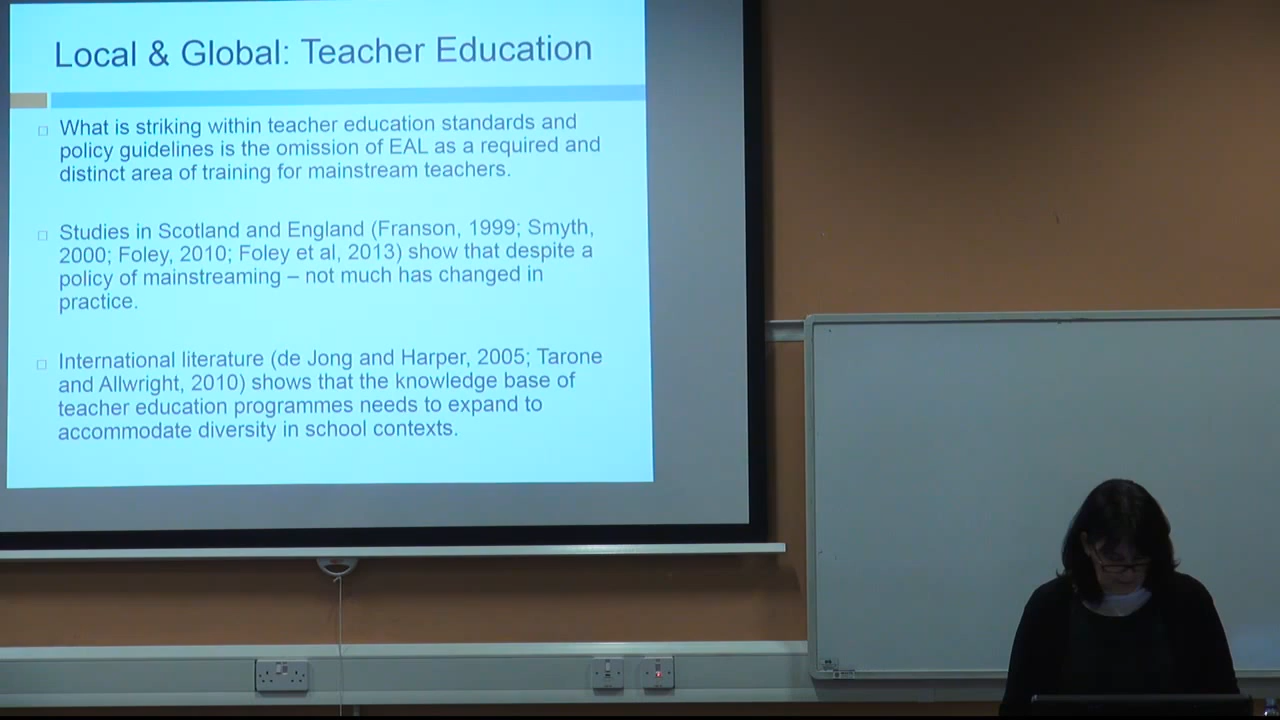 Local & Global: Teacher Education
What is striking within teacher education standards and
policy guidelines is the omission of EAL as a required and
distinct area of training for mainstream teachers.
Studies in Scotland and England (Franson, 1999; Smyth,
2000; Foley, 2010; Foley et al, 2013) show that despite a
policy of mainstreaming – not much has changed in
practice.
International literature (de Jong and Harper, 2005; Tarone
and Allwright, 2010) shows that the knowledge base of
teacher education programmes needs to expand to
accommodate diversity in school contexts.